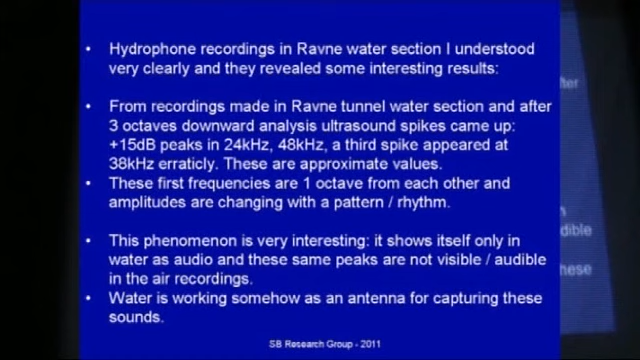 Hydrophone recordings in Ravne water section I understood
very clearly and they revealed some interesting results:
From recordings made in Ravne tunnel water section and after
3 octaves downward analysis ultrasound spikes came up:
+15dB peaks in 24kHz, 48kHz, a third spike appeared at
38kHz erraticly. These are approximate values.
These first frequencies are 1 octave from each other and
amplitudes are changing with a pattern / rhythm.
This phenomenon is very interesting: it shows itself only in
water as audio and these same peaks are not visible / audible
in the air recordings.
Water is working somehow as an antenna for capturing these
sounds.
SB Research Group - 2011